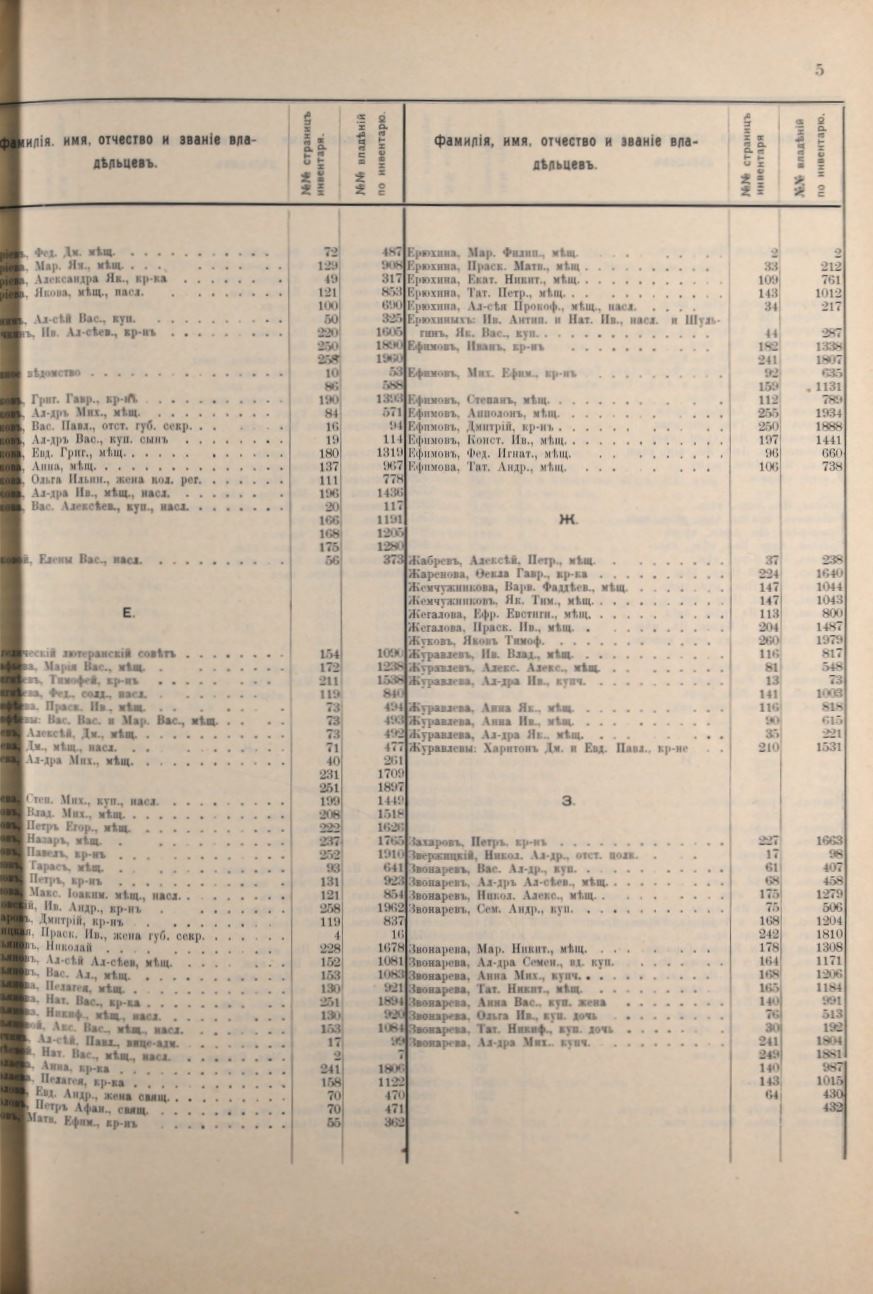 5
Фамилія, имя, отчество и званіе вла-
дѣльцевъ.
№№ страницъ
инвентаря.
№№ владѣній
по инвентарю.
Фед. Дм. мѣщ. 72 487
Мар. Ян., мѣщ. 129 908
Александра Як., кр-ка 49 317
Якова, мѣщ., насл. 121 853
100 690
Ал-сѣй Вас., куп. 50 325
Ив. Ал-сѣев., кр-нъ 220 1605
250 1890
258 1960
вѣдомство 10 53
86 588
Григ. Гавр., кр-нъ 190 1393
Ал-дръ Мих., мѣщ. 84 571
Вас. Павл., отст. губ. секр. 16 94
Ал-дръ Вас., куп. сынъ 19 114
Евд. Григ., мѣщ. 180 1319
Анна, мѣщ. 137 967
Ольга Ильин., жена кол. рег. 111 778
Ал-дра Ив., мѣщ., насл. 196 1436
Вас. Алексѣев., куп., насл. 20 117
166 1191
168 1205
175 1280
Елены Вас., насл. 56 373
Е.
лютеранскій совѣтъ 154 1090
Марія Вас., мѣщ. 172 1238
Тимофей, кр-нъ 211 1538
Фед., солд., насл. 119 840
Праск. Ив., мѣщ. 73 494
Вас. Вас. и Мар. Вас., мѣщ. 73 493
Алексѣй, Дм., мѣщ. 73 492
Дм., мѣщ., насл. 71 477
Ал-дра Мих., мѣщ. 40 261
231 1709
251 1897
Степ. Мих., куп., насл. 199 1449
Влад. Мих., мѣщ. 208 1518
Петръ Егор., мѣщ. 222 1626
Назаръ, мѣщ. 237 1765
Павелъ, кр-нъ 252 1910
Тарасъ, мѣщ. 93 641
Петръ, кр-нъ 131 923
Макс. Іоаким. мѣщ., насл. 121 854
Ив. Андр., кр-нъ 258 1962
Дмитрій, кр-нъ 119 837
Праск. Ив., жена губ. секр. 4 16
Николай 228 1678
Ал-сѣй Ал-сѣев, мѣщ. 152 1081
Вас. Ал., мѣщ. 153 1083
Пелагея, мѣщ. 130 921
Нат. Вас., кр-ка 251 1894
Никиф., мѣщ., насл. 130 920
Акс. Вас., мѣщ., насл. 153 1084
Ал-сѣй. Павл., вице-адм. 17 99
Нат. Вас., мѣщ., насл. 2 7
Анна, кр-ка 241 1806
Пелагея, кр-ка 158 1122
Евд. Андр., жена свящ. 70 470
Петръ Афан., свящ. 70 471
Матв. Ефим., кр-нъ 55 362
Фамилія, имя, отчество и званіе вла-
дѣльцевъ.
№№ страницъ
инвентаря
№№ владѣній
по инвентарю.
Ерюхина, Мар. Филип., мѣщ. 2 2
Ерюхина, Праск. Матв., мѣщ 33 212
Ерюхина, Екат. Никит., мѣщ. 109 761
Ерюхина, Тат. Петр., мѣщ. 143 1012
Ерюхина, Ал-сѣя Прокоф., мѣщ., насл. 34 217
Ерюхиныхъ: Ив. Антип. и Нат. Ив., насл. и Шуль-
гинъ, Як. Вас., куп. 44 287
Ефимовъ, Иванъ, кр-нъ 182 1338
241 1807
Ефимовъ, Мих. Ефим., кр-нъ 92 635
159 1131
Ефимовъ, Степанъ, мѣщ. 112 789
Ефимовъ, Апполонъ, мѣщ. 255 1934
Ефимовъ, Дмитрій, кр-нъ 250 1888
Ефимовъ, Конст. Ив., мѣщ. 197 1441
Ефимовъ, Фед. Игнат., мѣщ. 96 660
Ефимова, Тат. Андр., мѣщ. 106 738
Ж.
Жабревъ, Алексѣй, Петр., мѣщ. 37 238
Жаренова, Ѳекла Гавр., кр-ка 224 1640
Жемчужникова, Варв. Фаддѣев., мѣщ. 147 1044
Жемчужниковъ, Як. Тим., мѣщ. 147 1043
Жегалова, Ефр. Евстигн., мѣщ. 113 800
Жегалова, Праск. Ив., мѣщ. 204 1487
Жуковъ, Яковъ Тимоф. 260 1979
Журавлевъ, Ив. Влад., мѣщ. 116 817
Журавлевъ, Алекс. Алекс., мѣщ. 81 548
Журавлева, Ал-дра Ив., купч. 13 73
141 1003
Журавлева, Анна Як., мѣщ. 116 818
Журавлева, Анна Ив., мѣщ. 90 615
Журавлева, Ал-дра Як., мѣщ. 35 221
Журавлевы: Харитонъ Дм. и Евд. Павл., кр-не 210 1531
З.
Захаровъ, Петръ, кр-нъ 227 1663
Звержицкій, Никол. Ал-др., отст. полк. 17 98
Звонаревъ, Вас. Ал-др., куп. 61 407
Звонаревъ, Ал-дръ Ал-сѣев., мѣщ. 68 458
Звонаревъ, Никол. Алекс., мѣщ. 175 1279
Звонаревъ, Сем. Андр., куп. 75 506
168 1204
242 1810
Звонарева, Мар. Никит., мѣщ. 178 1308
Звонарева, Ал-дра Семен., вд. куп. 164 1171
Звонарева, Анна Мих., купч. 168 1206
Звонарева, Тат. Никит., мѣщ. 165 1184
Звонарева, Анна Вас., куп. жена 140 991
Звонарева, Ольга Ив., куп. дочь 76 513
Звонарева, Тат. Никиф., куп. дочь 30 192
Звонарева, Ал-дра Мих., купч. 241 1804
249 1881
140 987
143 1015
64 430
432